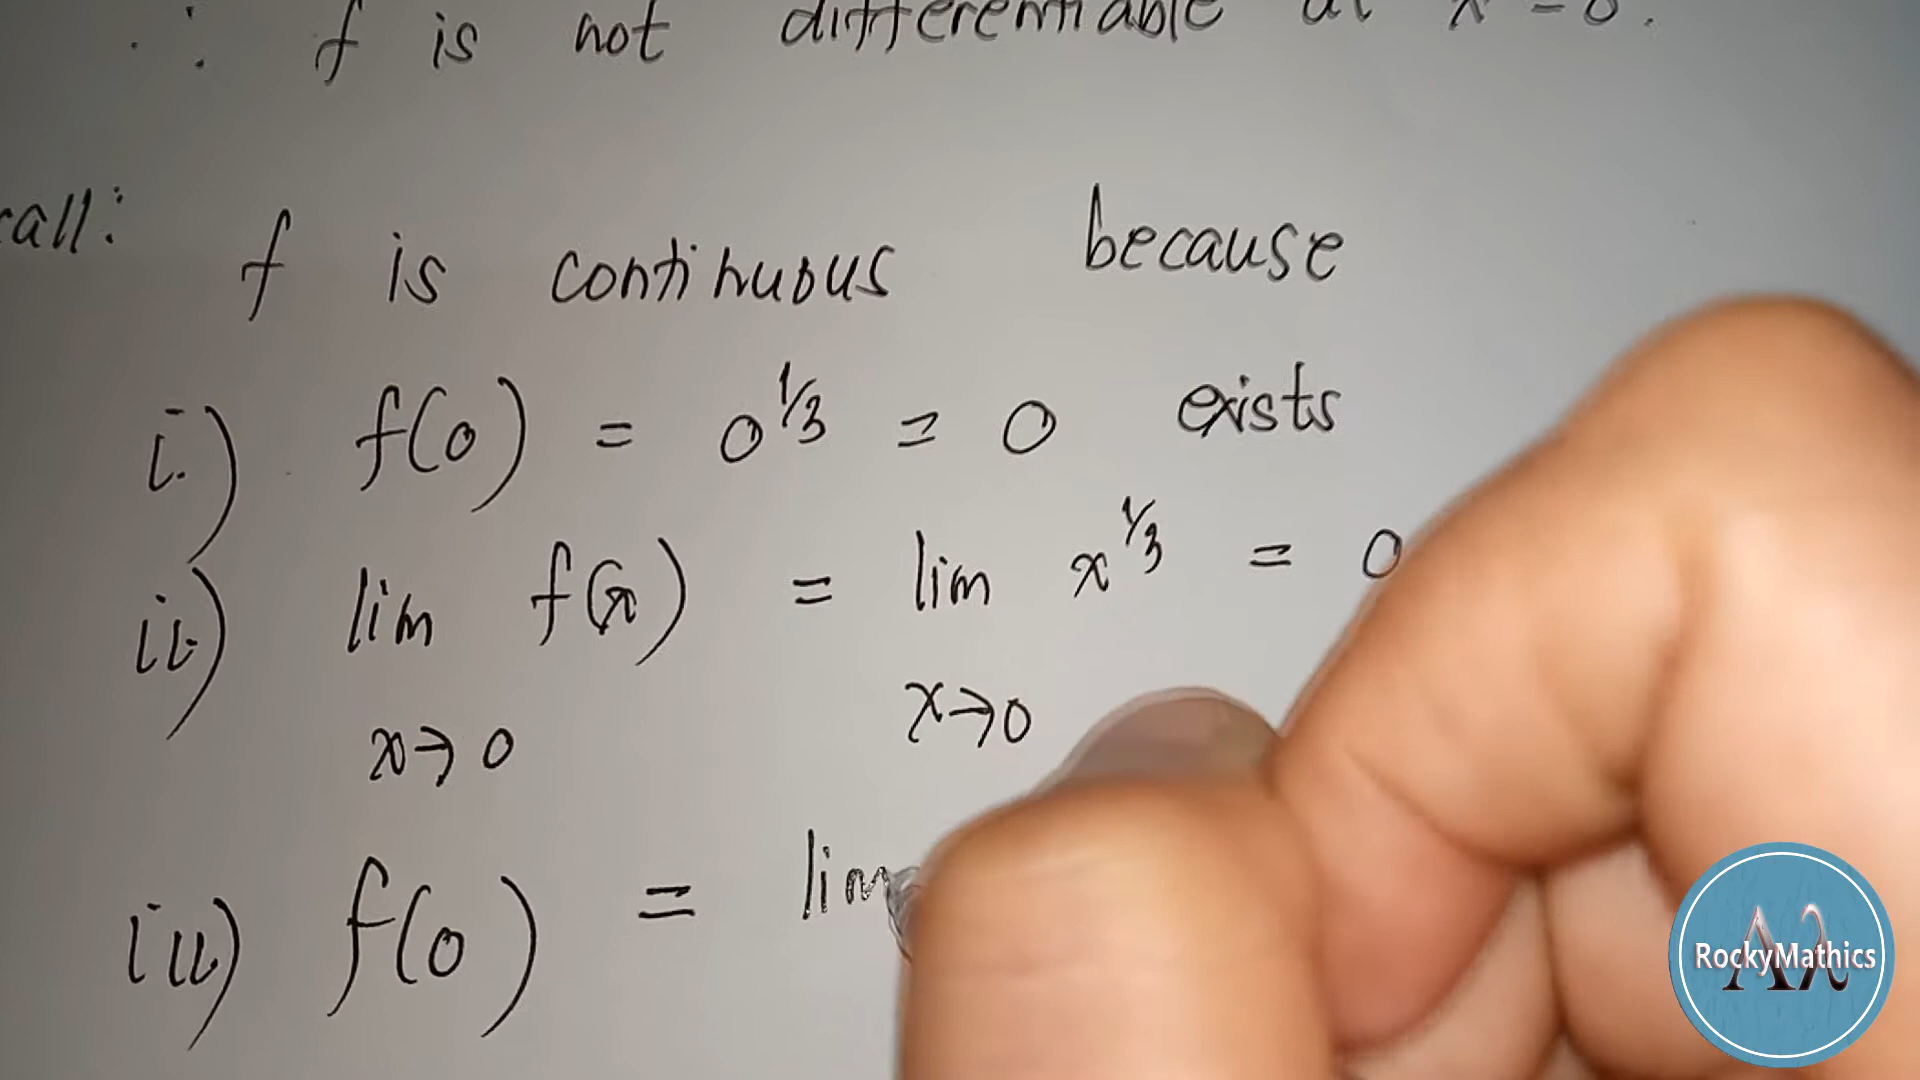 ∴ f is not differentiable at x = 0.
call: f is continuous because
i.) f(0) = 0^1/3 = 0 exists
ii.) lim f(x) = lim x^1/3 = 0
x→0 x→0
iii) f(0) = lim
RockyMathics